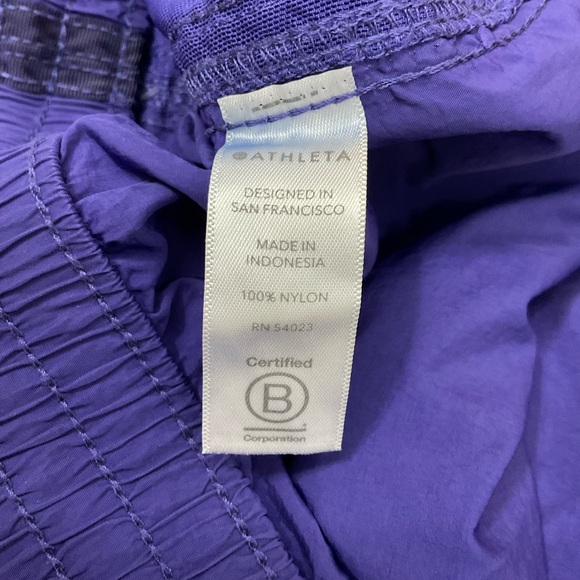 ATHLETA
DESIGNED IN
SAN FRANCISCO
MADE IN
INDONESIA
100% NYLON
RN 54023
Certified
B
Corporation